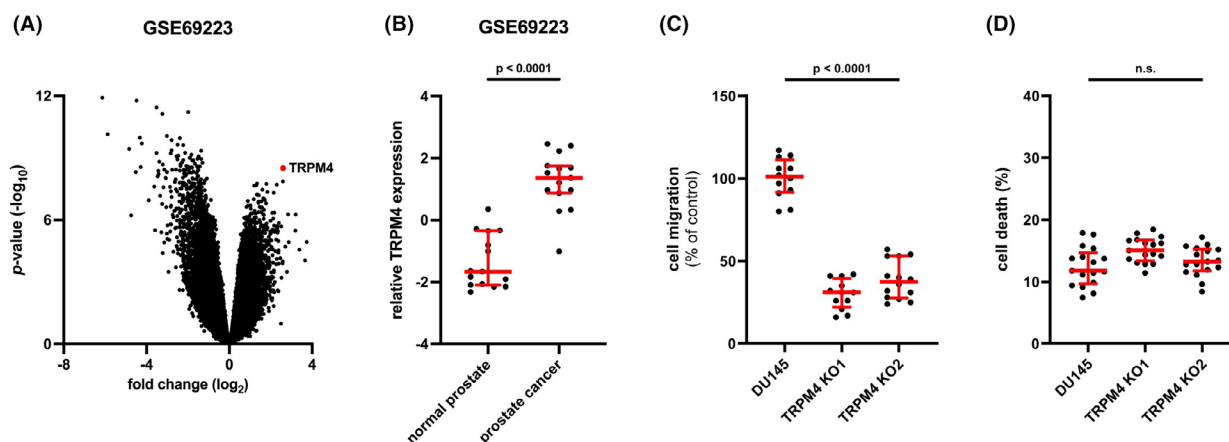 (A)
GSE69223
p-value (-log10)
12
6
0
-8
-4
0
4
fold change (log2)
TRPM4
(B)
GSE69223
p < 0.0001
relative TRPM4 expression
4
2
0
-2
-4
normal prostate
prostate cancer
(C)
p < 0.0001
cell migration
(% of control)
150
100
50
0
DU145
TRPM4 KO1
TRPM4 KO2
(D)
n.s.
cell death (%)
40
30
20
10
0
DU145
TRPM4 KO1
TRPM4 KO2